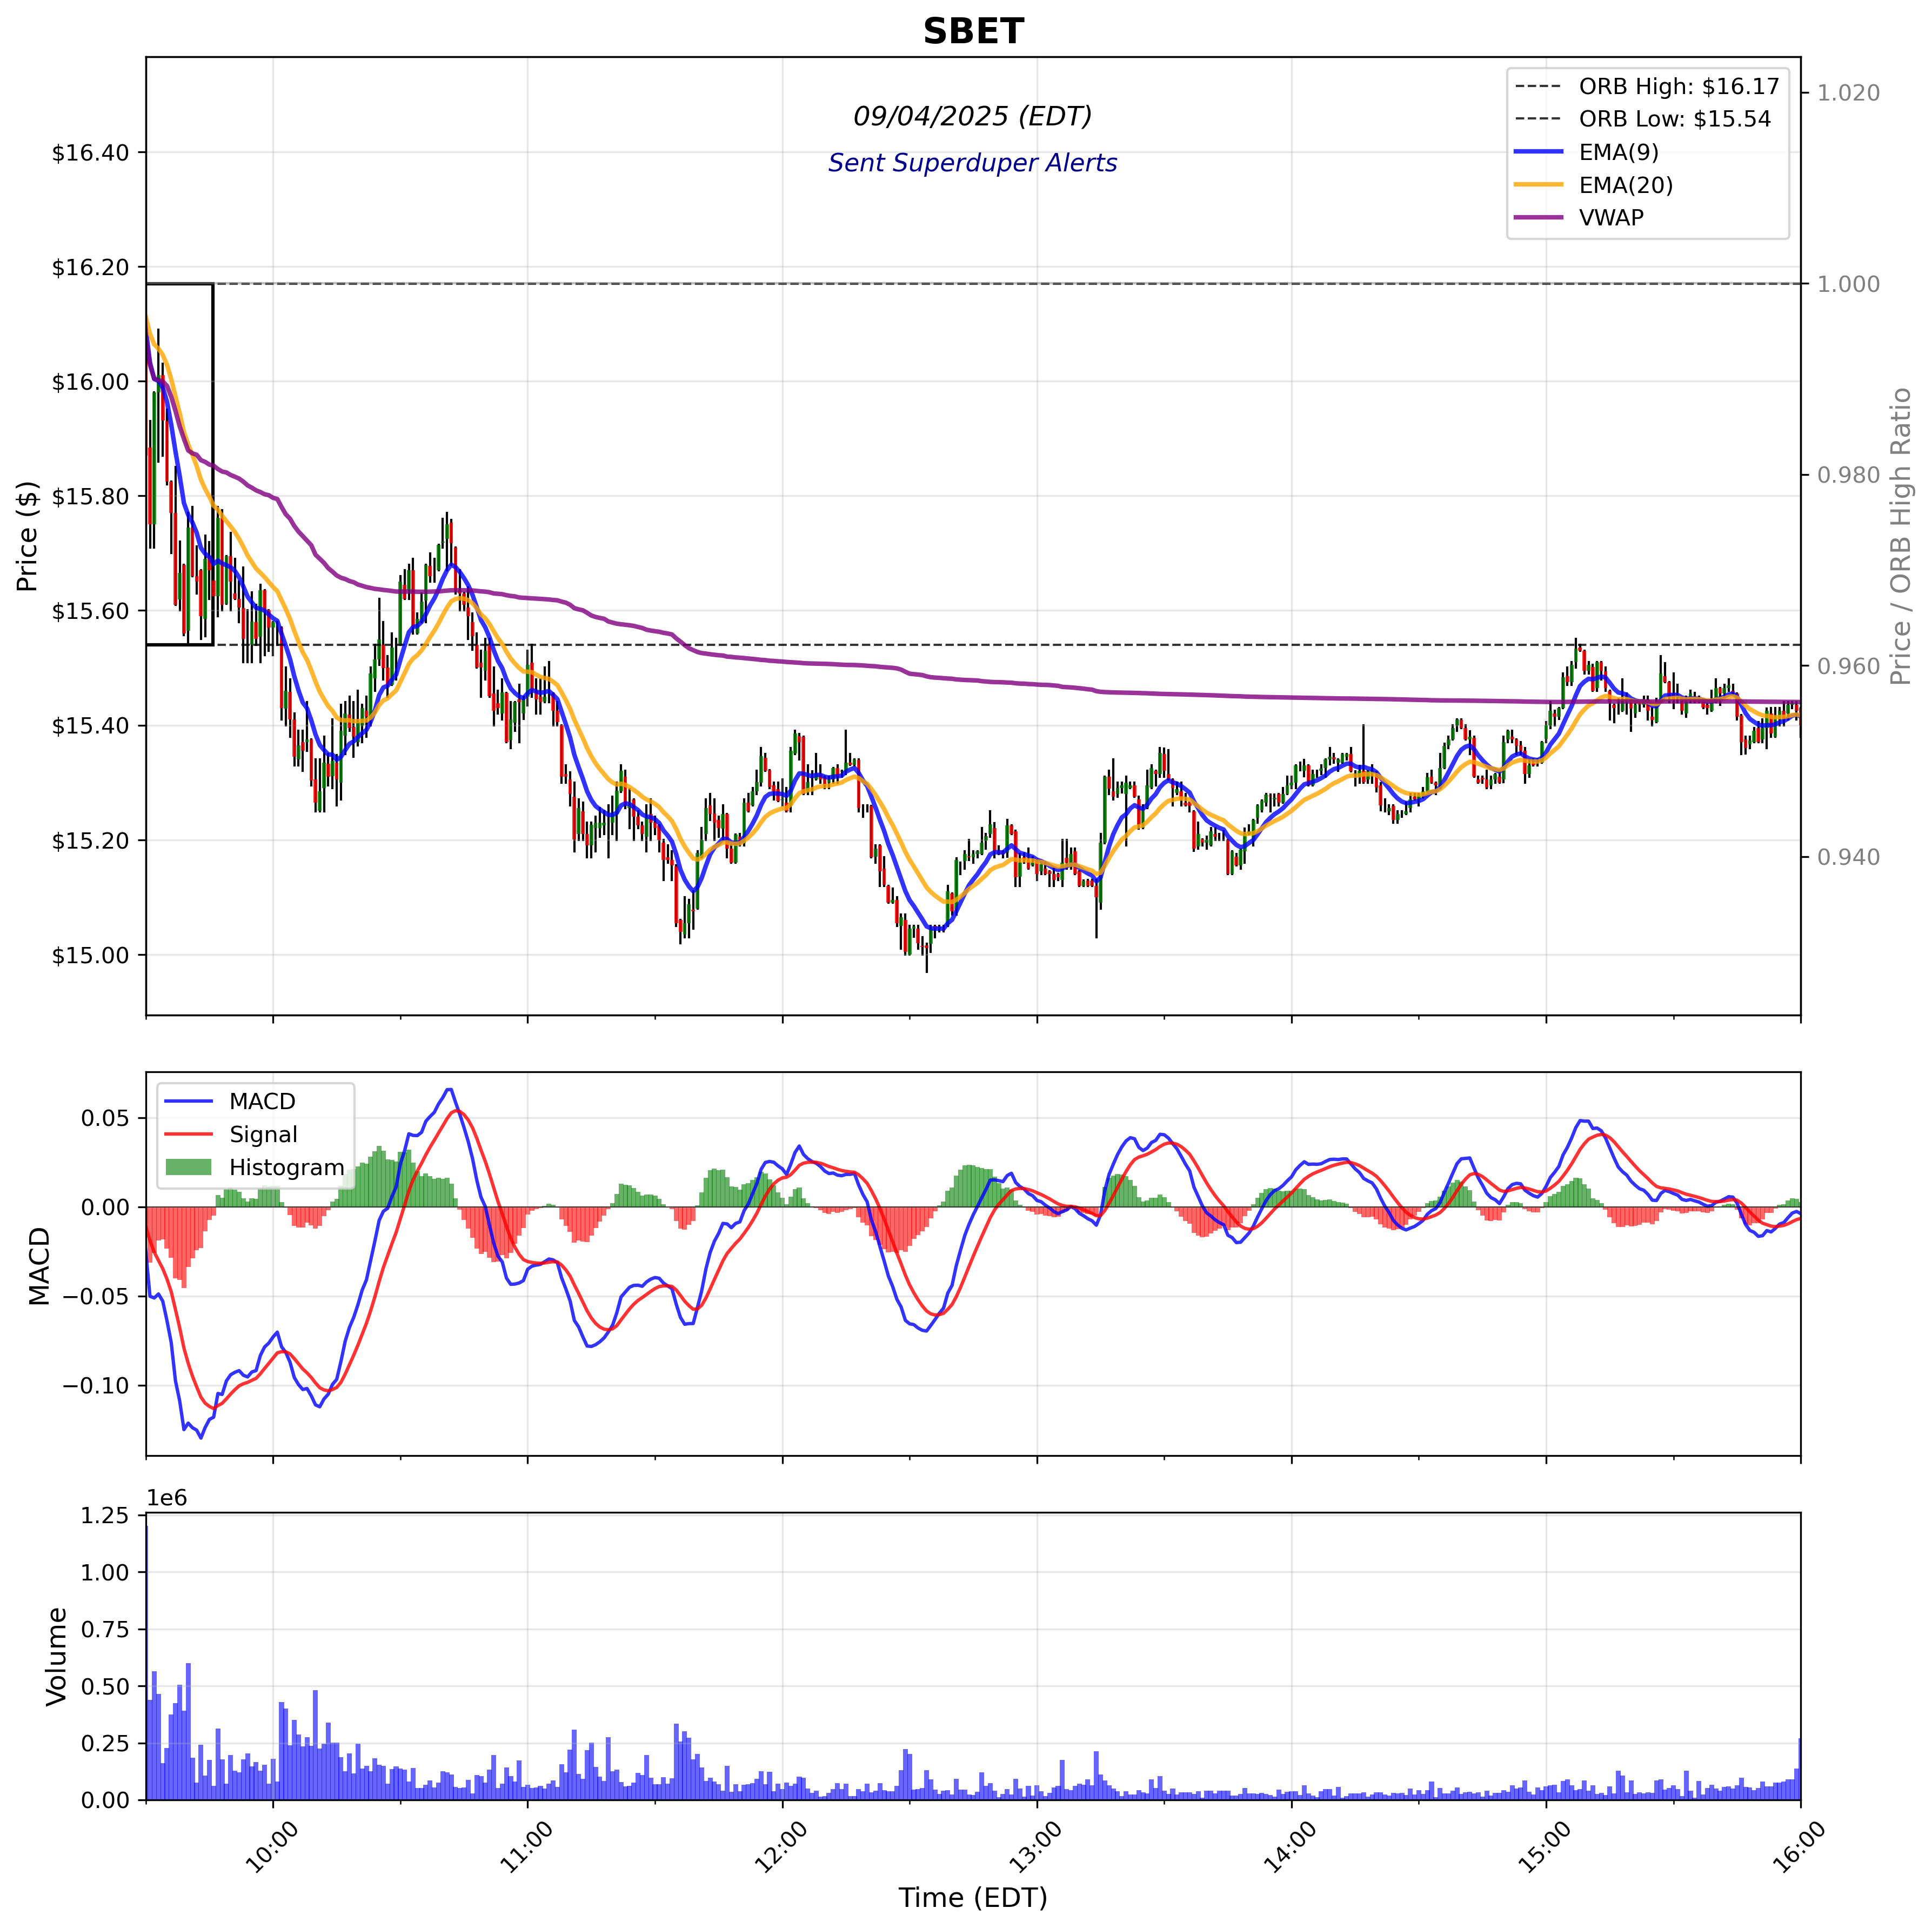 SBET
09/04/2025 (EDT)
Sent Superduper Alerts
ORB High: $16.17
ORB Low: $15.54
EMA(9)
EMA(20)
VWAP
Price ($)
$16.40
$16.20
$16.00
$15.80
$15.60
$15.40
$15.20
$15.00
1.020
1.000
0.980
0.960
0.940
Price / ORB High Ratio
MACD
Signal
Histogram
MACD
0.05
0.00
−0.05
−0.10
1e6
Volume
1.25
1.00
0.75
0.50
0.25
0.00
10:00
11:00
12:00
13:00
14:00
15:00
16:00
Time (EDT)